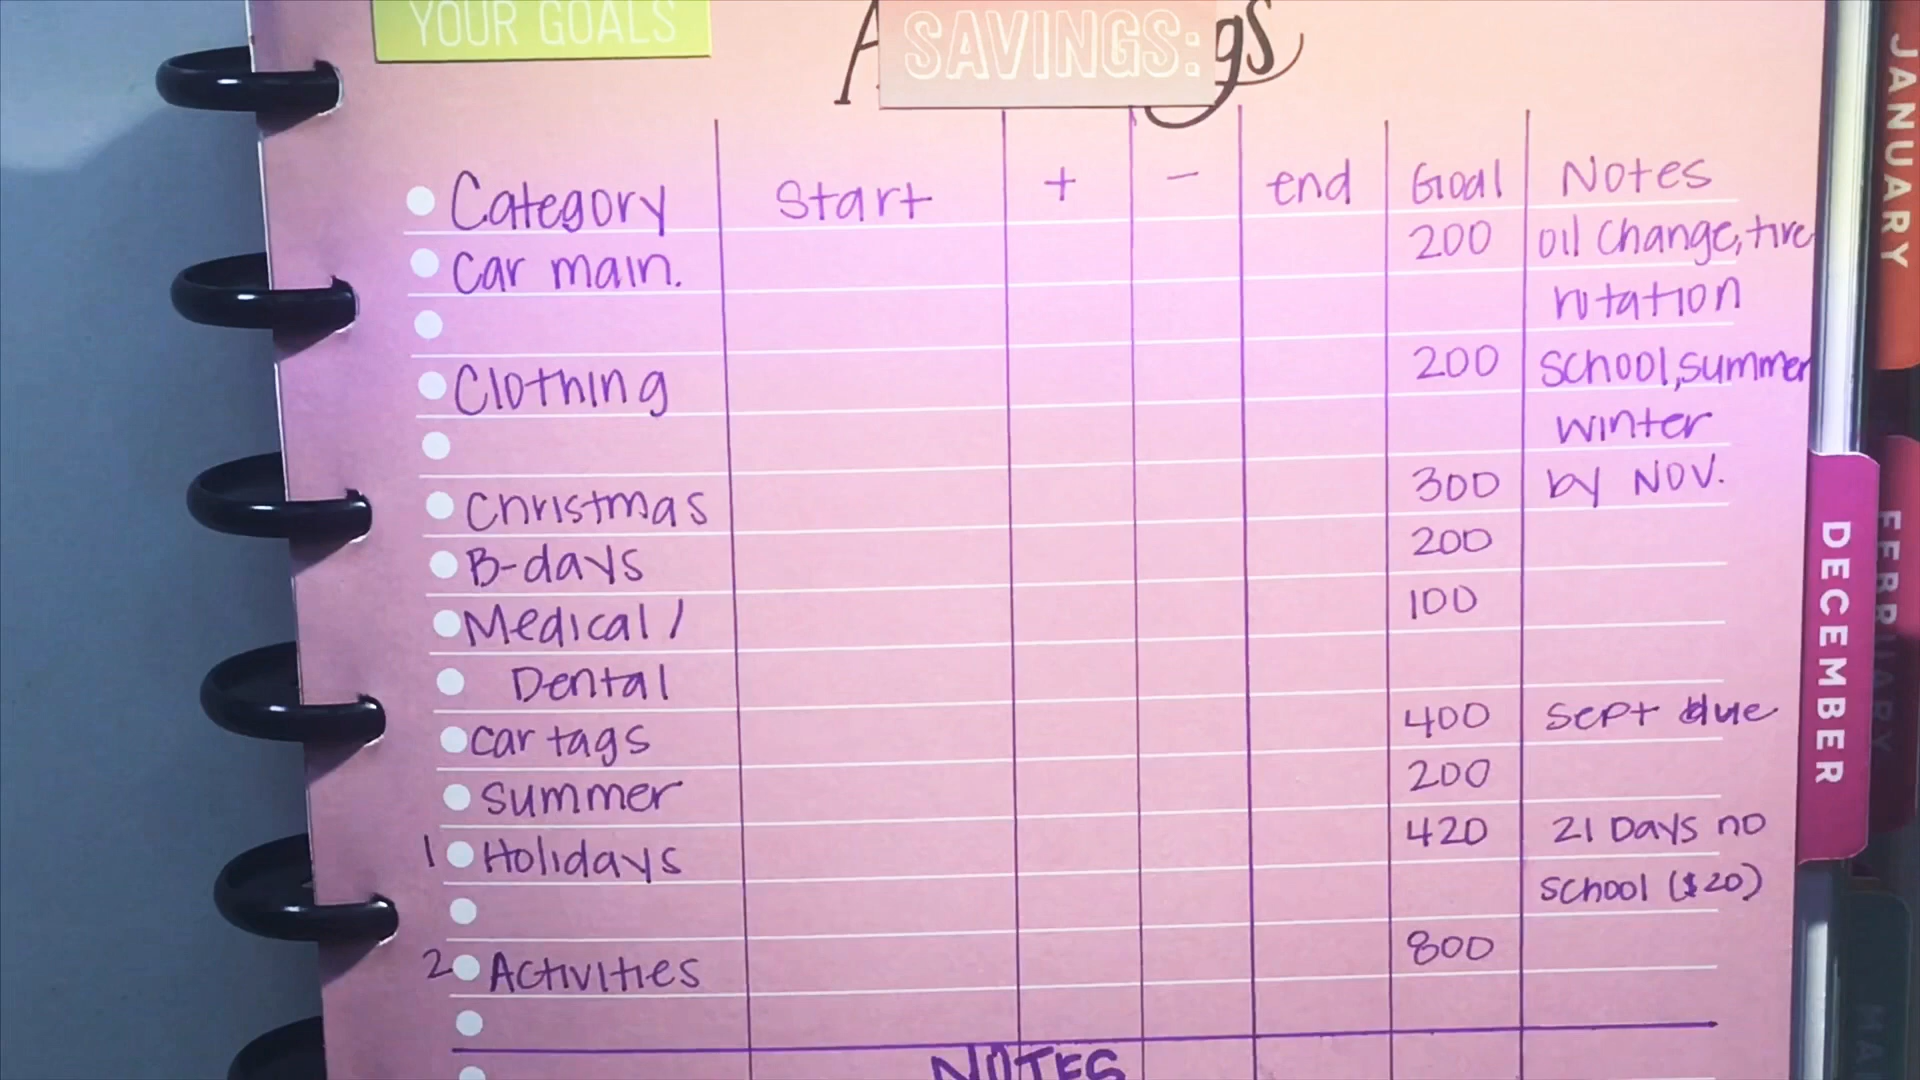 YOUR GOALS
SAVINGS: gs
Category Start + - end Goal Notes
Car main. 200 oil Change, tire
rotation
Clothing 200 School, summer
winter
Christmas 300 by NOV.
B-days 200
Medical / 100
Dental
Car tags 400 Sept due
Summer 200
1 Holidays 420 21 Days no
School ($20)
2 Activities 800
NOTES
JANUARY
FEBRUARY
DECEMBER
MA